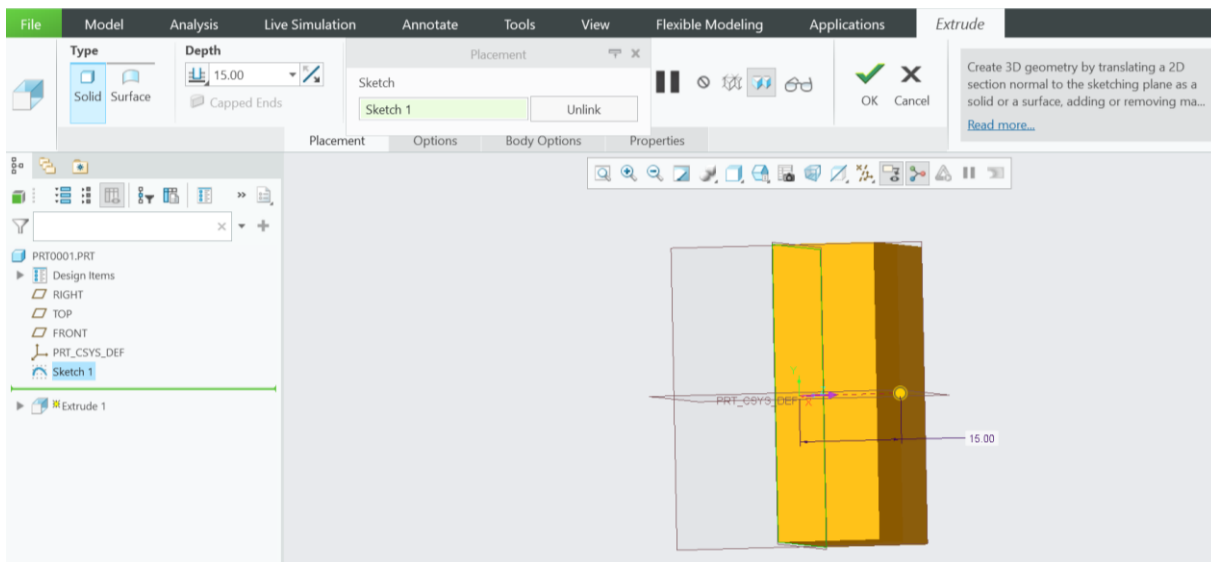 File Model Analysis Live Simulation Annotate Tools View Flexible Modeling Applications Extrude
Type Depth Placement
Solid Surface
15.00
Capped Ends
Sketch
Sketch 1 Unlink
OK Cancel
Create 3D geometry by translating a 2D
section normal to the sketching plane as a
solid or a surface, adding or removing ma...
Read more...
Placement Options Body Options Properties
PRT0001.PRT
Design Items
RIGHT
TOP
FRONT
PRT_CSYS_DEF
Sketch 1
Extrude 1
Y
PRT_CSYS_DEF X
15.00